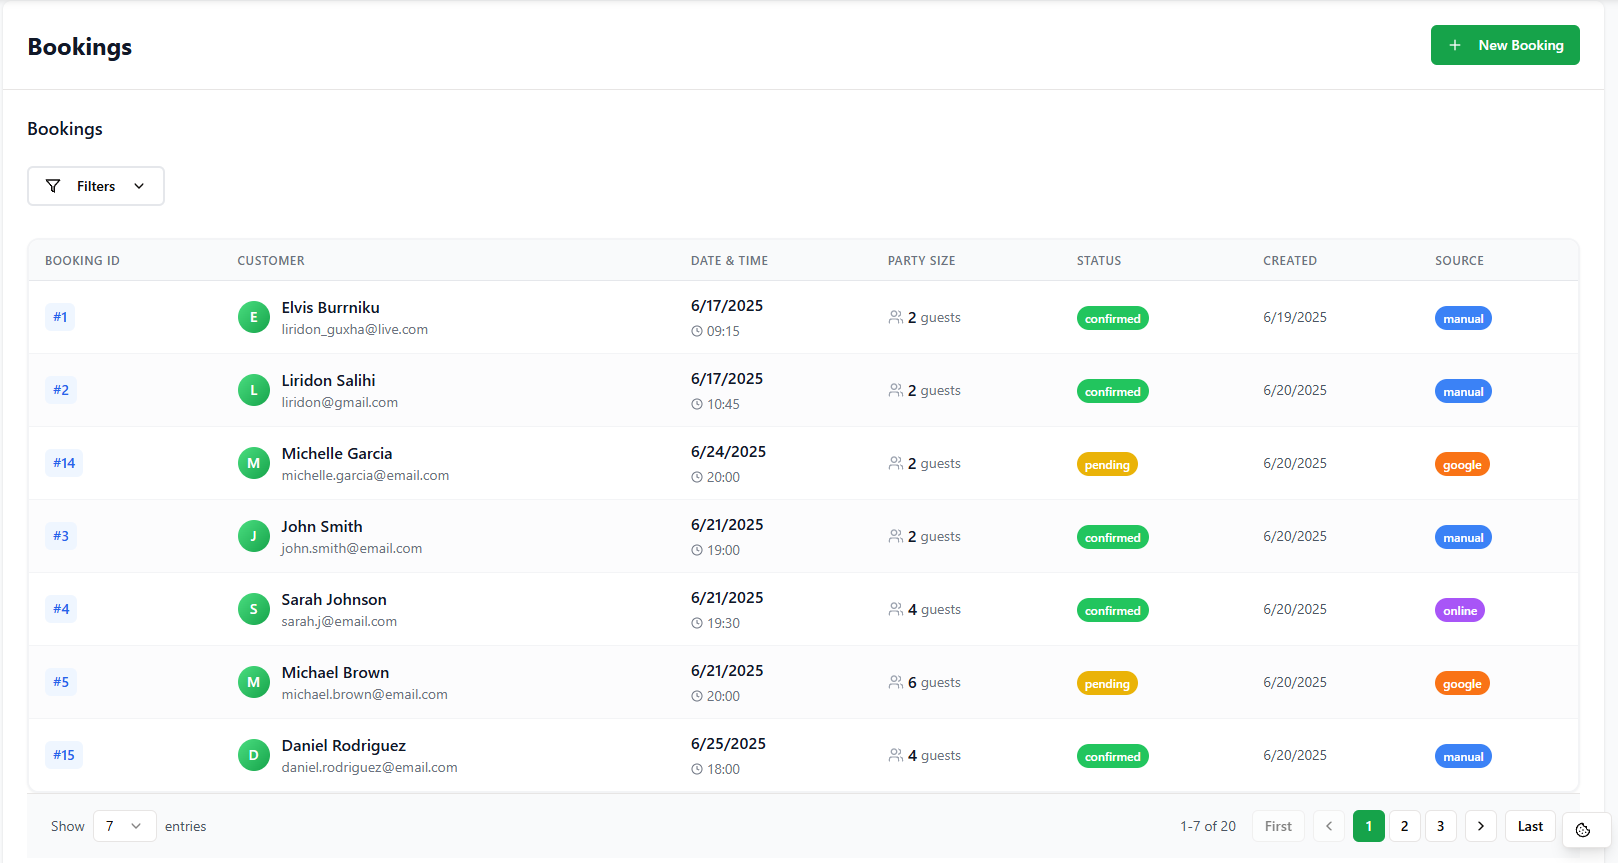 Bookings
New Booking
Bookings
Filters
BOOKING ID CUSTOMER DATE & TIME PARTY SIZE STATUS CREATED SOURCE
#1 E Elvis Burrniku liridon_guxha@live.com 6/17/2025 09:15 2 guests confirmed 6/19/2025 manual
#2 L Liridon Salihi liridon@gmail.com 6/17/2025 10:45 2 guests confirmed 6/20/2025 manual
#14 M Michelle Garcia michelle.garcia@email.com 6/24/2025 20:00 2 guests pending 6/20/2025 google
#3 J John Smith john.smith@email.com 6/21/2025 19:00 2 guests confirmed 6/20/2025 manual
#4 S Sarah Johnson sarah.j@email.com 6/21/2025 19:30 4 guests confirmed 6/20/2025 online
#5 M Michael Brown michael.brown@email.com 6/21/2025 20:00 6 guests pending 6/20/2025 google
#15 D Daniel Rodriguez daniel.rodriguez@email.com 6/25/2025 18:00 4 guests confirmed 6/20/2025 manual
Show 7 entries 1-7 of 20 First 1 2 3 Last